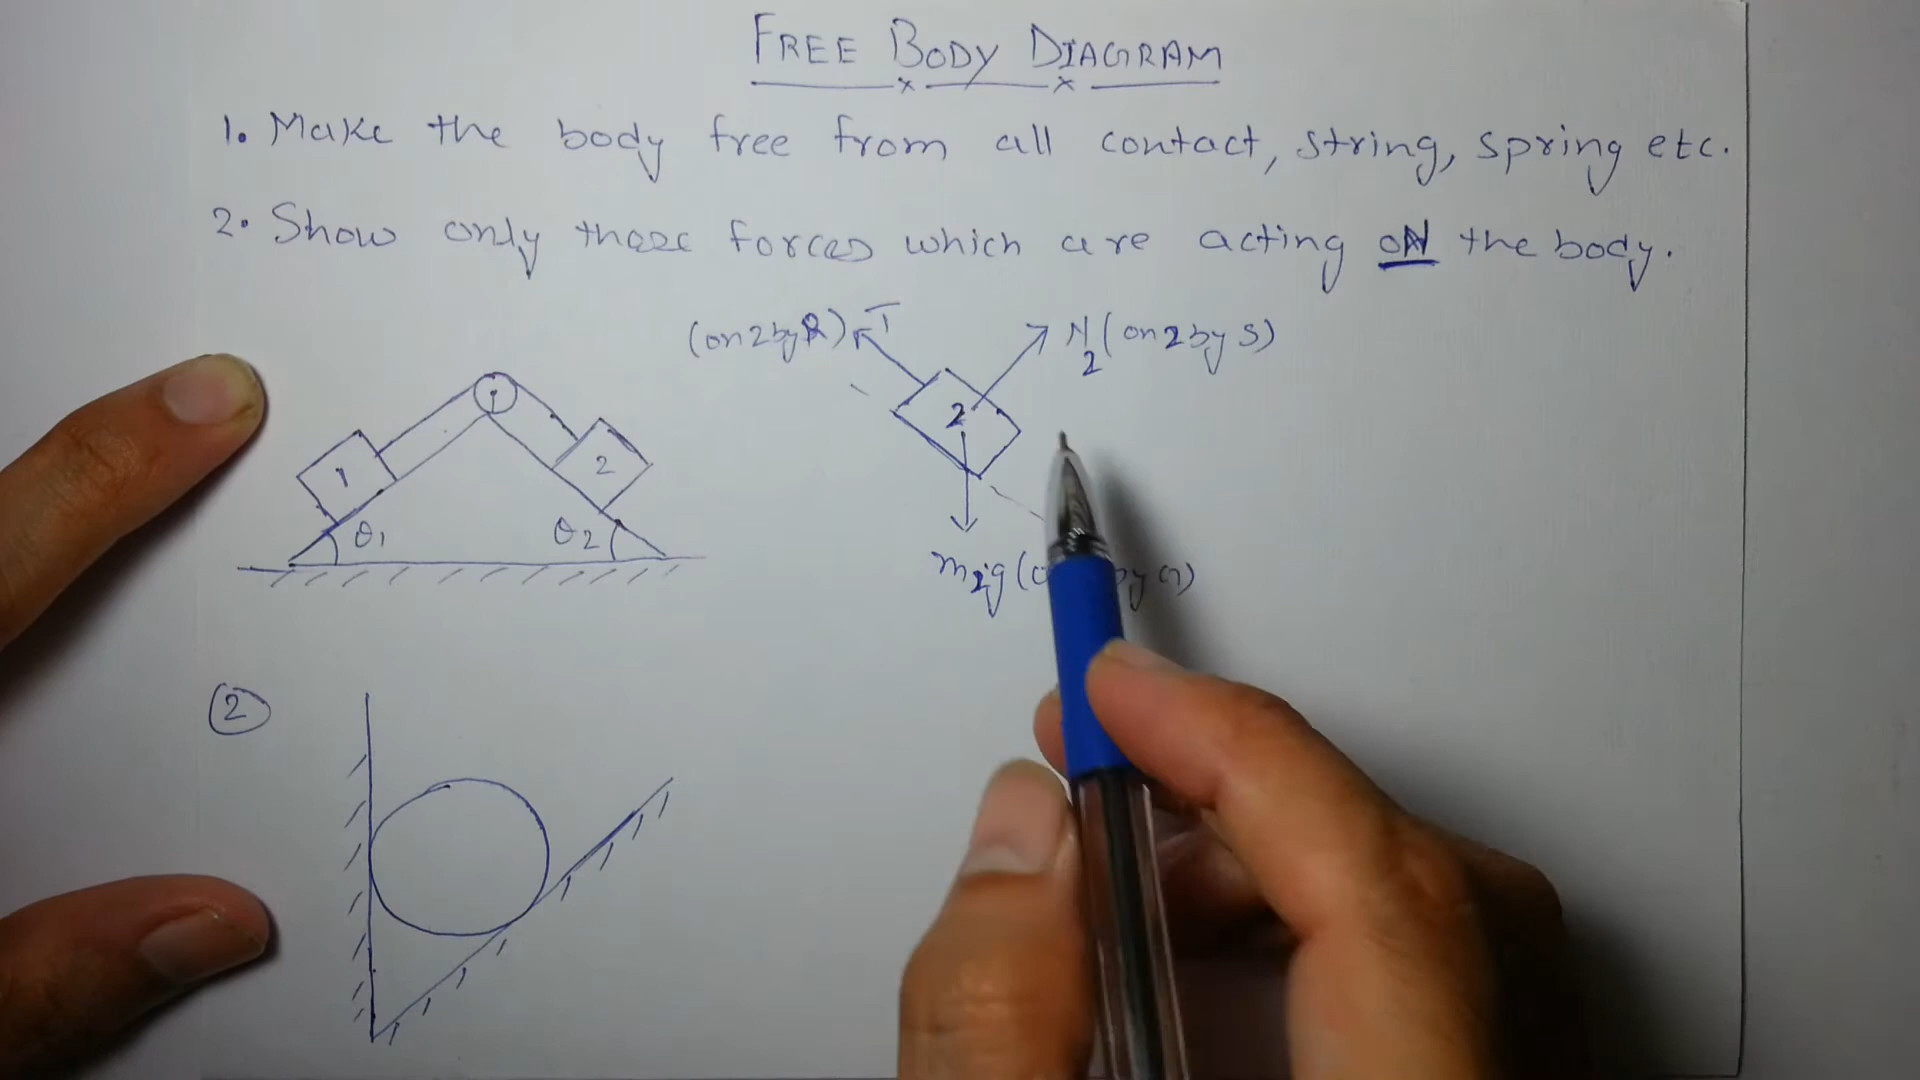 FREE BODY DIAGRAM
1. Make the body free from all contact, string, spring etc.
2. Show only those forces which are acting ON the body.
(on 2 by R) T
N2 (on 2 by S)
2
m2g ( by
1
2
θ1
θ2
2